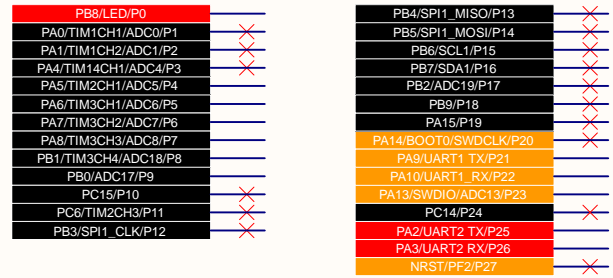 PB8/LED/P0
PA0/TIM1CH1/ADC0/P1
PA1/TIM1CH2/ADC1/P2
PA4/TIM14CH1/ADC4/P3
PA5/TIM2CH1/ADC5/P4
PA6/TIM3CH1/ADC6/P5
PA7/TIM3CH2/ADC7/P6
PA8/TIM3CH3/ADC8/P7
PB1/TIM3CH4/ADC18/P8
PB0/ADC17/P9
PC15/P10
PC6/TIM2CH3/P11
PB3/SPI1_CLK/P12
PB4/SPI1_MISO/P13
PB5/SPI1_MOSI/P14
PB6/SCL1/P15
PB7/SDA1/P16
PB2/ADC19/P17
PB9/P18
PA15/P19
PA14/BOOT0/SWDCLK/P20
PA9/UART1 TX/P21
PA10/UART1_RX/P22
PA13/SWDIO/ADC13/P23
PC14/P24
PA2/UART2 TX/P25
PA3/UART2 RX/P26
NRST/PF2/P27